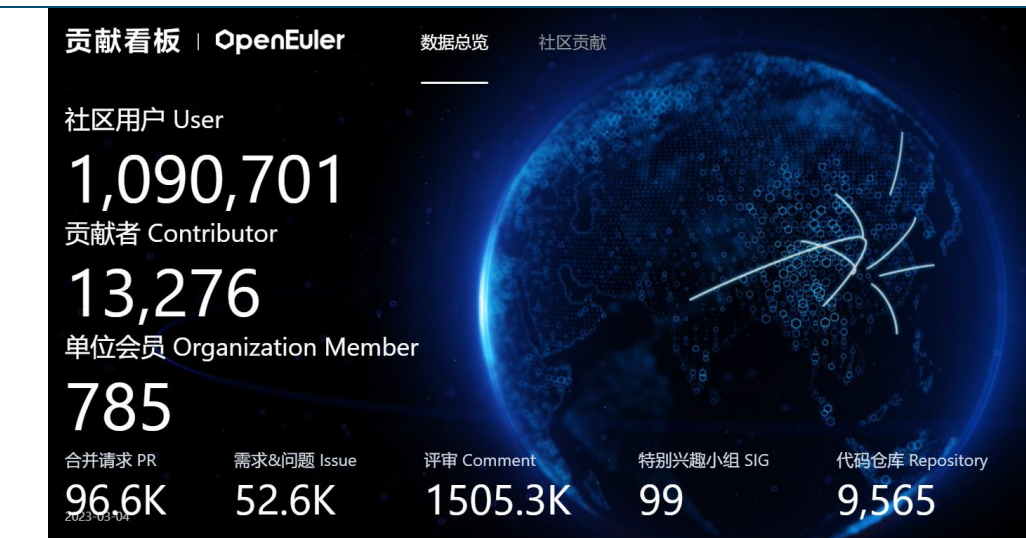 贡献看板 | OpenEuler 数据总览 社区贡献
社区用户 User
1,090,701
贡献者 Contributor
13,276
单位会员 Organization Member
785
合并请求 PR 需求&问题 Issue 评审 Comment 特别兴趣小组 SIG 代码仓库 Repository
96.6K 52.6K 1505.3K 99 9,565
2023-03-04